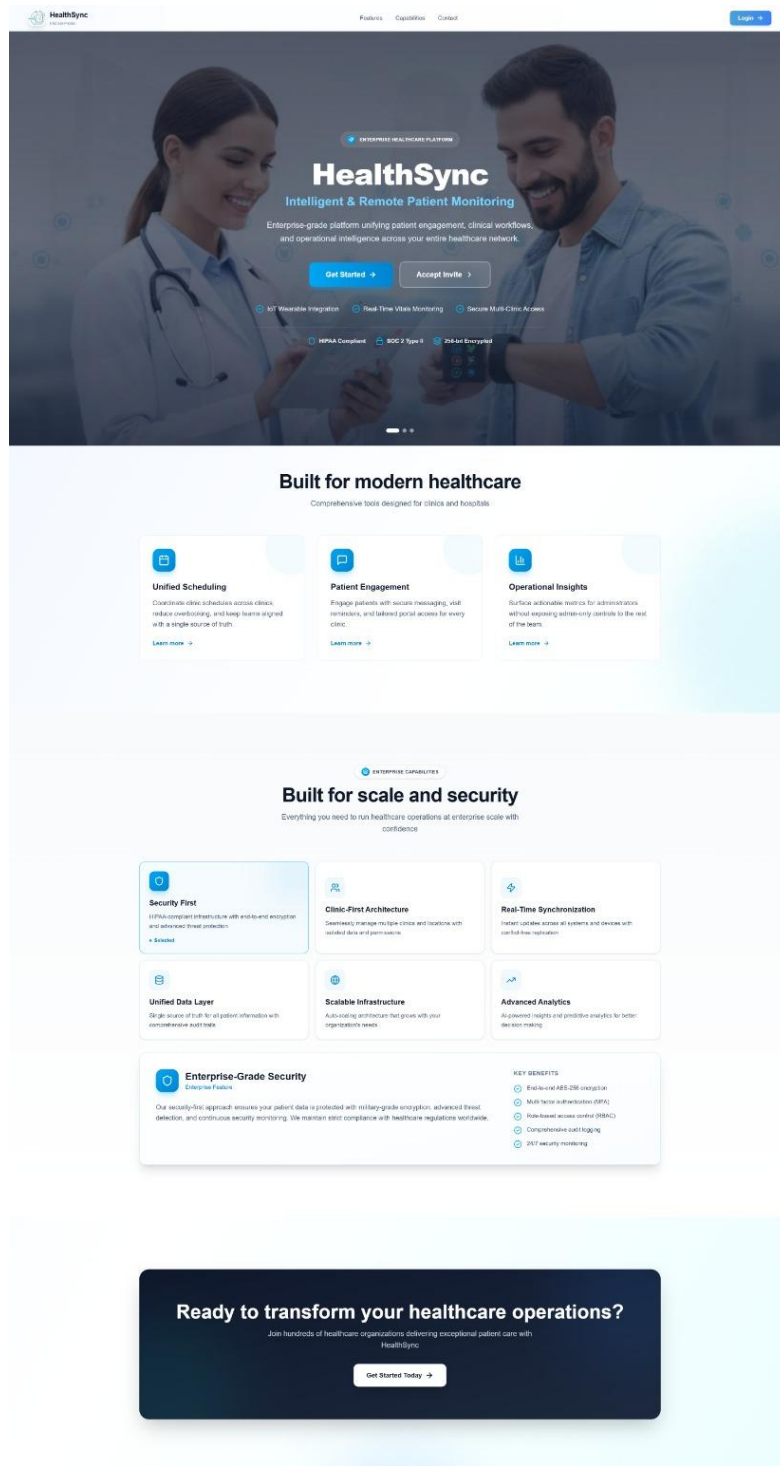 HealthSync
Features Capabilities Contact
Login
ENTERPRISE HEALTHCARE PLATFORM
HealthSync
Intelligent & Remote Patient Monitoring
Enterprise-grade platform unifying patient engagement, clinical workflows,
and operational intelligence across your entire healthcare network.
Get Started
Accept Invite
IoT Wearable Integration Real-Time Vitals Monitoring Secure Multi-Clinic Access
HIPAA Compliant SOC 2 Type II 256-bit Encrypted
Built for modern healthcare
Comprehensive tools designed for clinics and hospitals
Unified Scheduling
Coordinate clinic schedules across clinics,
reduce overbooking, and keep teams aligned
with a single source of truth.
Learn more
Patient Engagement
Engage patients with secure messaging, visit
reminders, and tailored portal access for every
clinic.
Learn more
Operational Insights
Surface actionable metrics for administrators
without exposing admin-only controls to the rest
of the team.
Learn more
ENTERPRISE CAPABILITIES
Built for scale and security
Everything you need to run healthcare operations at enterprise scale with
confidence
Security First
HIPAA-compliant infrastructure with end-to-end encryption
and advanced threat protection
Selected
Clinic-First Architecture
Seamlessly manage multiple clinics and locations with
isolated data and permissions
Real-Time Synchronization
Instant updates across all systems and devices with
conflict-free replication
Unified Data Layer
Single source of truth for all patient information with
comprehensive audit trails
Scalable Infrastructure
Auto-scaling architecture that grows with your
organization's needs
Advanced Analytics
AI-powered insights and predictive analytics for better
decision making
Enterprise-Grade Security
Enterprise Feature
Our security-first approach ensures your patient data is protected with military-grade encryption, advanced threat
detection, and continuous security monitoring. We maintain strict compliance with healthcare regulations worldwide.
KEY BENEFITS
End-to-end AES-256 encryption
Multi-factor authentication (MFA)
Role-based access control (RBAC)
Comprehensive audit logging
24/7 security monitoring
Ready to transform your healthcare operations?
Join hundreds of healthcare organizations delivering exceptional patient care with
HealthSync
Get Started Today